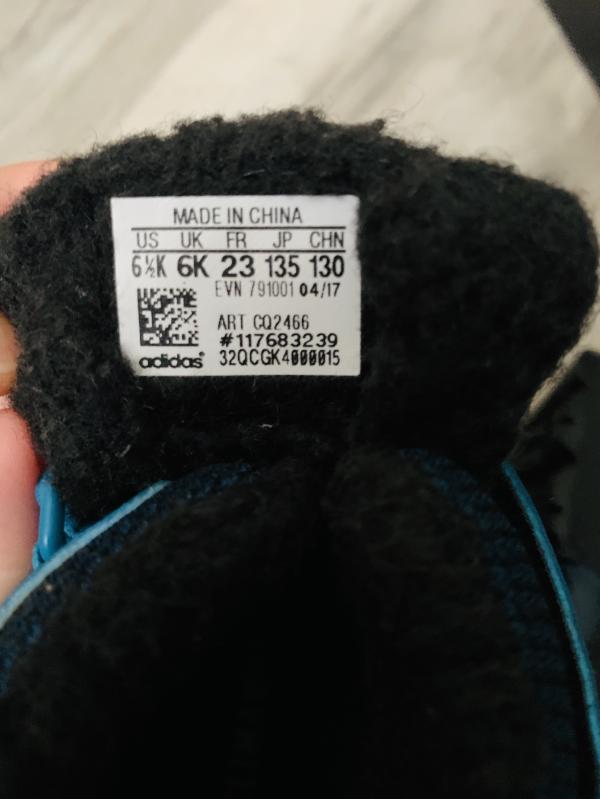 MADE IN CHINA
US UK FR JP CHN
6½K 6K 23 135 130
EVN 791001 04/17
ART CQ2466
#117683239
adidas 32QCGK4000015